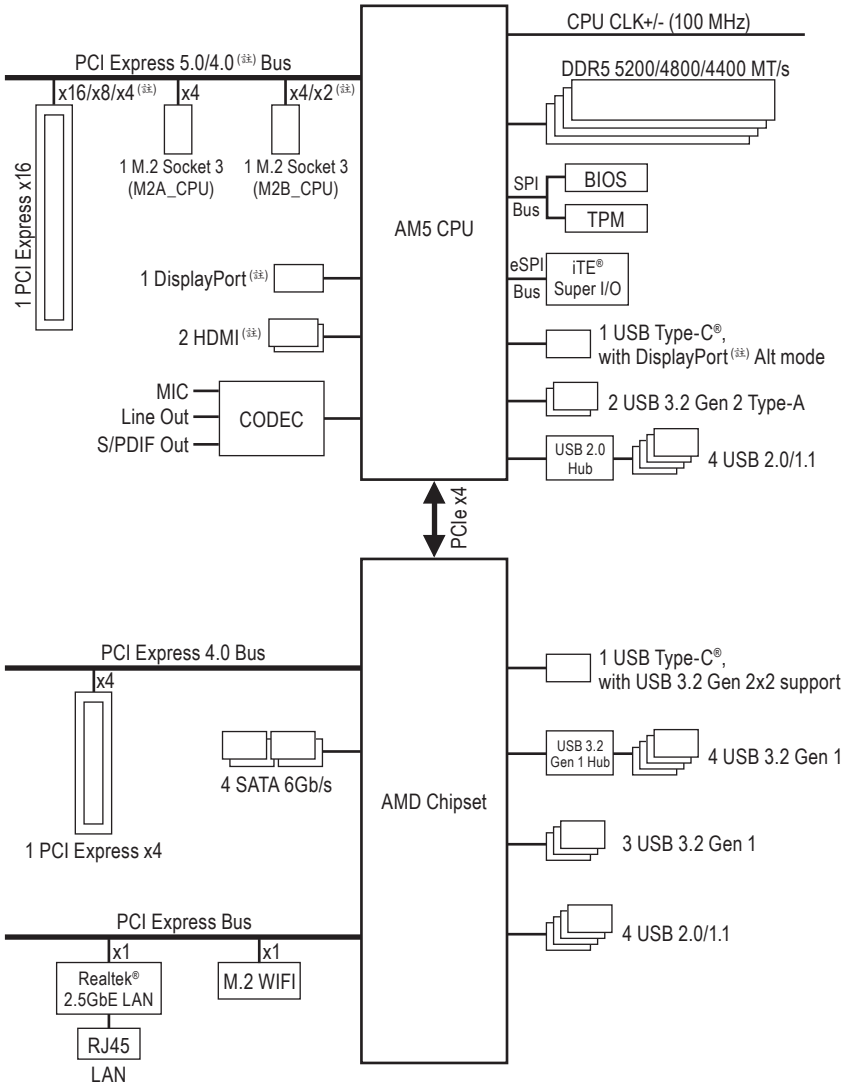 CPU CLK+/- (100 MHz)
PCI Express 5.0/4.0 (註) Bus
DDR5 5200/4800/4400 MT/s
x16/x8/x4 (註)
x4
x4/x2 (註)
1 PCI Express x16
1 M.2 Socket 3
(M2A_CPU)
1 M.2 Socket 3
(M2B_CPU)
AM5 CPU
SPI
Bus
BIOS
TPM
eSPI
Bus
iTE®
Super I/O
1 DisplayPort (註)
2 HDMI (註)
1 USB Type-C®,
with DisplayPort (註) Alt mode
MIC
Line Out
S/PDIF Out
CODEC
2 USB 3.2 Gen 2 Type-A
USB 2.0
Hub
4 USB 2.0/1.1
PCIe x4
PCI Express 4.0 Bus
x4
1 PCI Express x4
4 SATA 6Gb/s
AMD Chipset
1 USB Type-C®,
with USB 3.2 Gen 2x2 support
USB 3.2
Gen 1 Hub
4 USB 3.2 Gen 1
3 USB 3.2 Gen 1
4 USB 2.0/1.1
PCI Express Bus
x1
x1
Realtek®
2.5GbE LAN
M.2 WIFI
RJ45
LAN